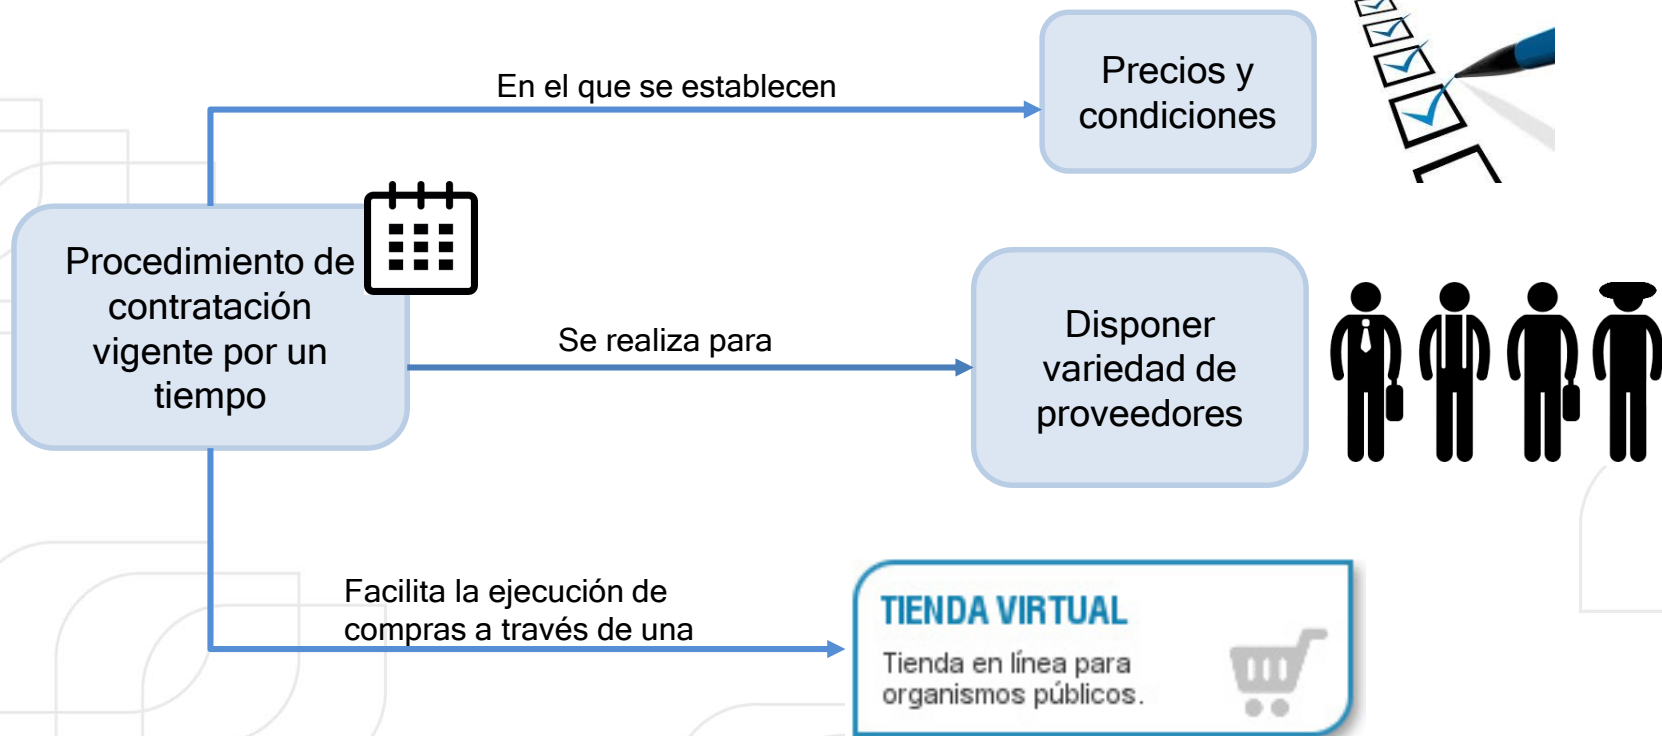 En el que se establecen
Precios y
condiciones
Procedimiento de
contratación
vigente por un
tiempo
Se realiza para
Disponer
variedad de
proveedores
Facilita la ejecución de
compras a través de una
TIENDA VIRTUAL
Tienda en línea para
organismos públicos.